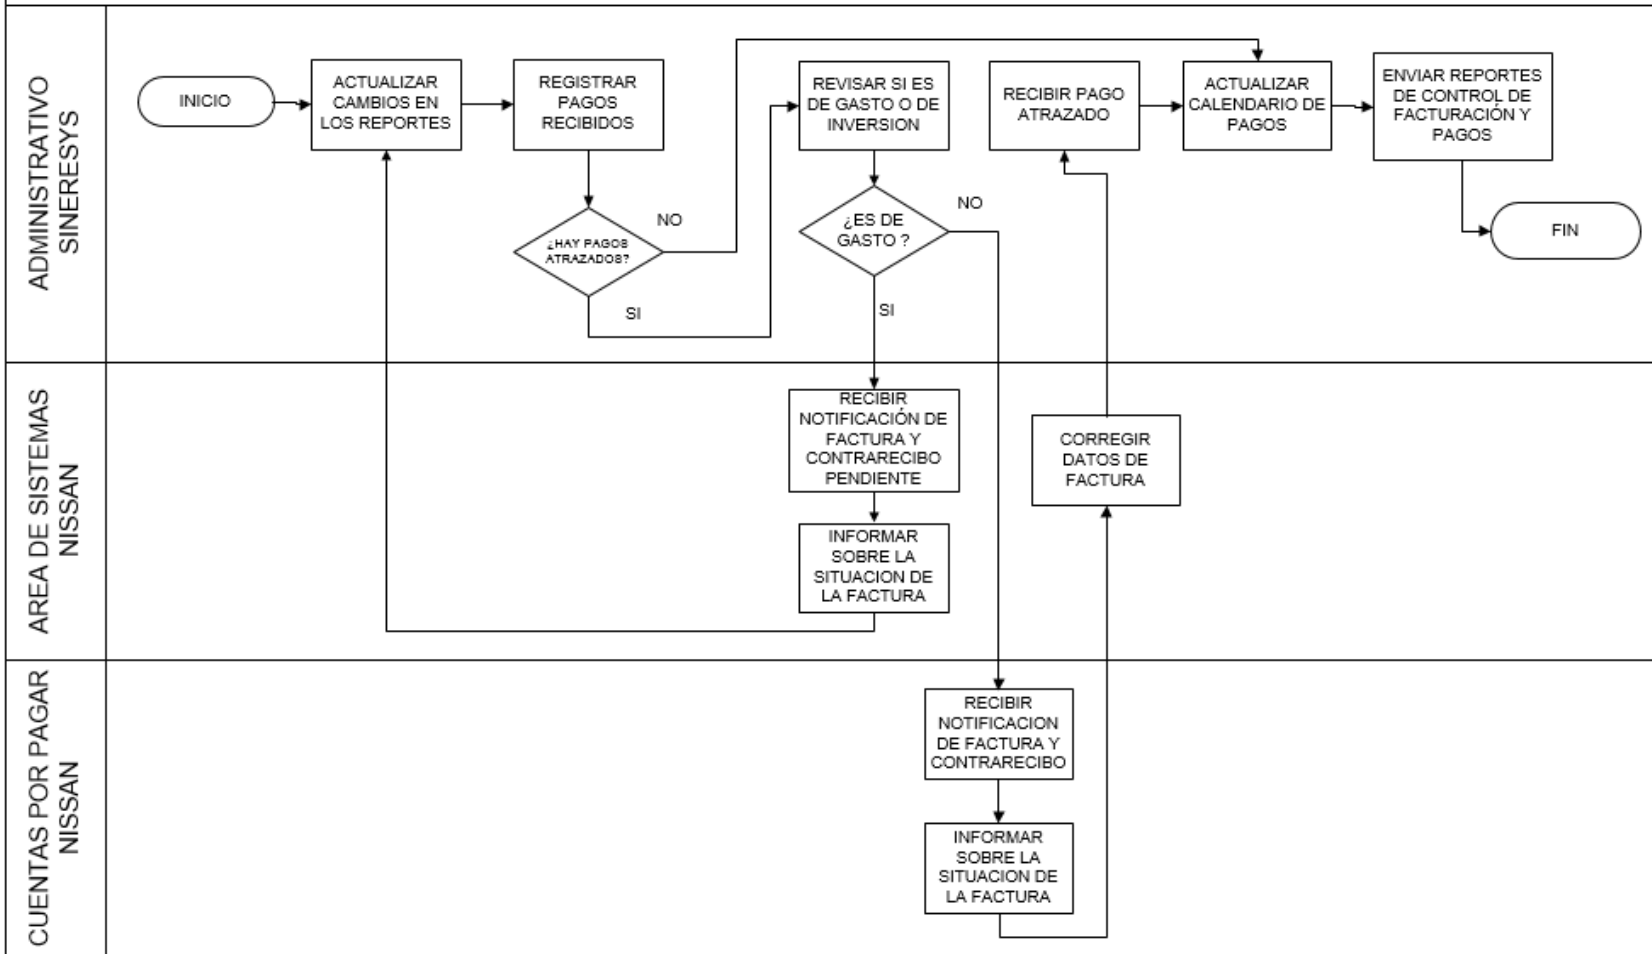 ADMINISTRATIVO
SINERESYS
INICIO
ACTUALIZAR
CAMBIOS EN
LOS REPORTES
REGISTRAR
PAGOS
RECIBIDOS
¿HAY PAGOS
ATRAZADOS?
NO
SI
REVISAR SI ES
DE GASTO O DE
INVERSION
¿ES DE
GASTO ?
NO
SI
RECIBIR PAGO
ATRAZADO
ACTUALIZAR
CALENDARIO DE
PAGOS
ENVIAR REPORTES
DE CONTROL DE
FACTURACIÓN Y
PAGOS
FIN
AREA DE SISTEMAS
NISSAN
RECIBIR
NOTIFICACIÓN DE
FACTURA Y
CONTRARECIBO
PENDIENTE
INFORMAR
SOBRE LA
SITUACION DE
LA FACTURA
CORREGIR
DATOS DE
FACTURA
CUENTAS POR PAGAR
NISSAN
RECIBIR
NOTIFICACION
DE FACTURA Y
CONTRARECIBO
INFORMAR
SOBRE LA
SITUACION DE
LA FACTURA